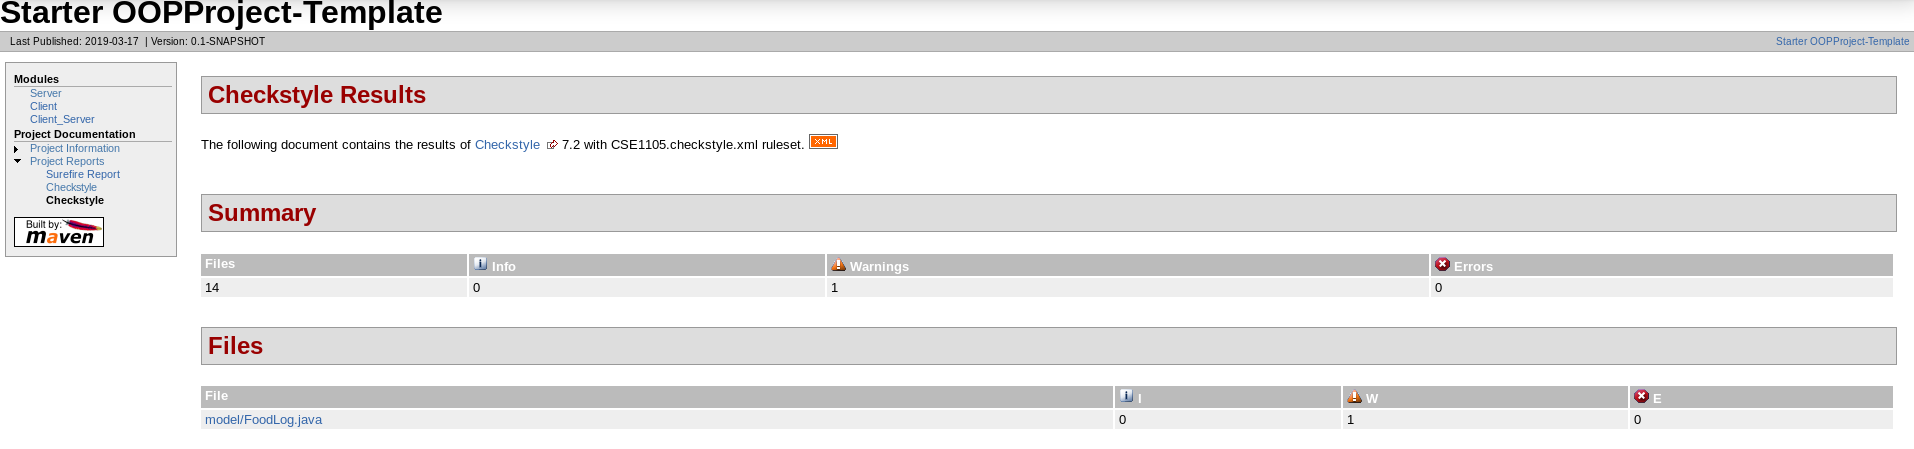 Starter OOPProject-Template
Last Published: 2019-03-17 | Version: 0.1-SNAPSHOT
Starter OOPProject-Template
Modules
Server
Client
Client_Server
Project Documentation
Project Information
Project Reports
Surefire Report
Checkstyle
Checkstyle
Built by:
maven
Checkstyle Results
The following document contains the results of Checkstyle 7.2 with CSE1105.checkstyle.xml ruleset. XML
Summary
Files Info Warnings Errors
14 0 1 0
Files
File I W E
model/FoodLog.java 0 1 0